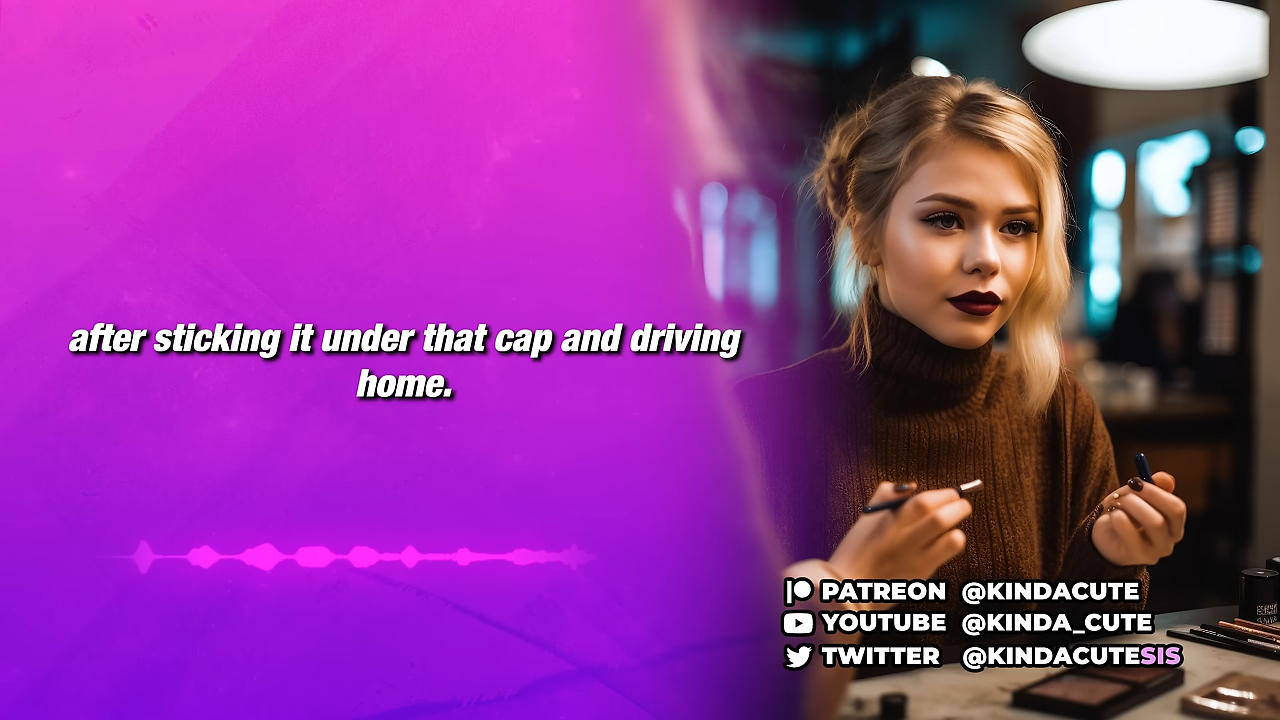 after sticking it under that cap and driving
home.
PATREON @KINDACUTE
YOUTUBE @KINDA_CUTE
TWITTER @KINDACUTESIS